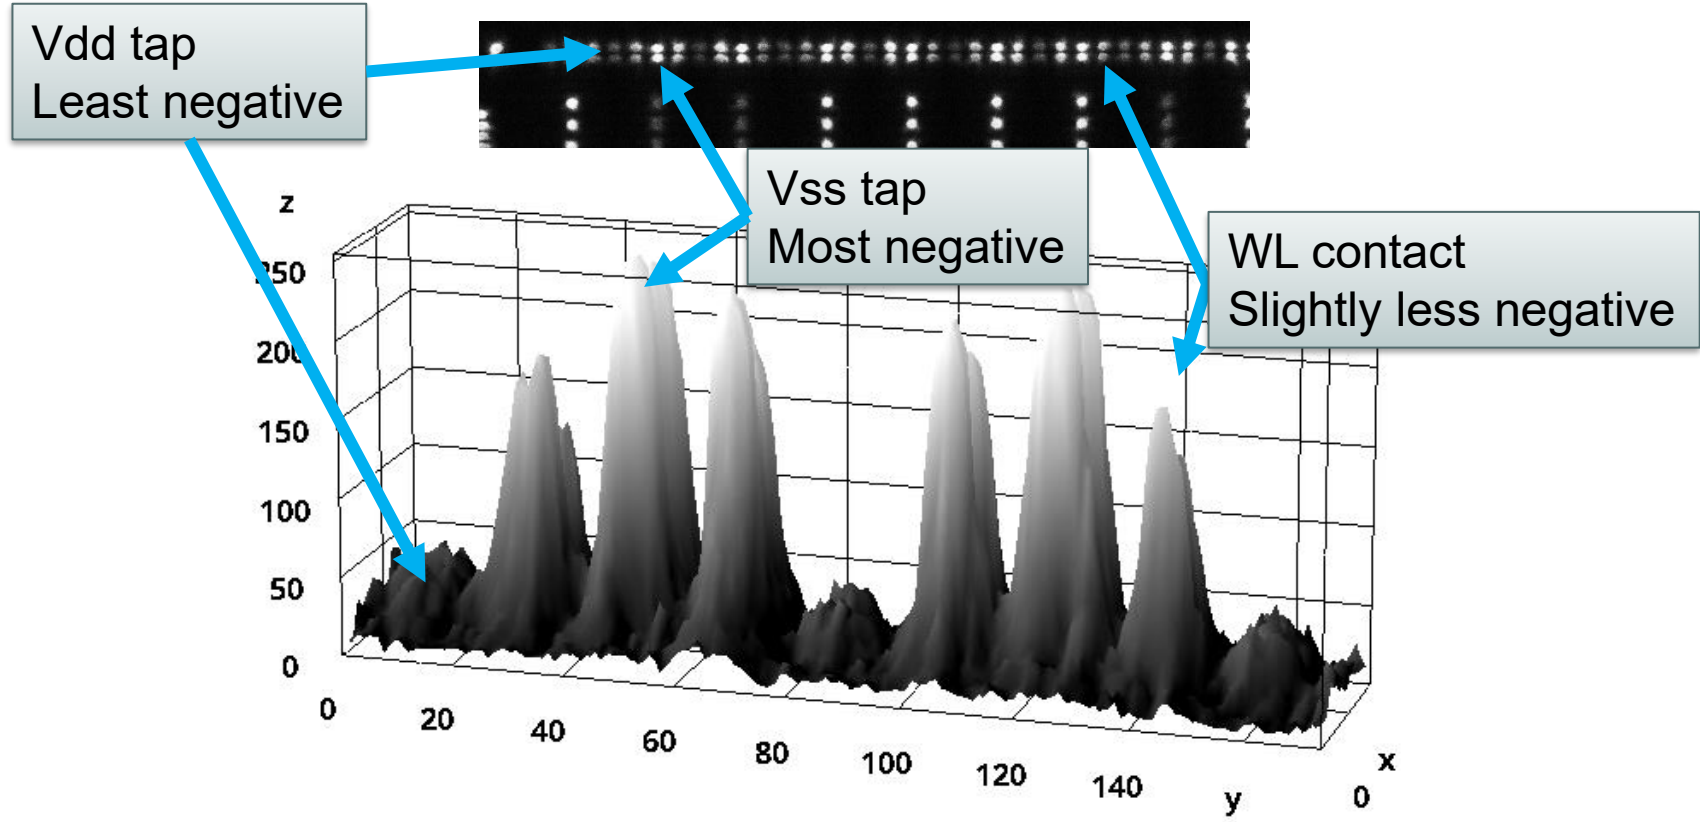 Vdd tap
Least negative
Vss tap
Most negative
WL contact
Slightly less negative
z
250
200
150
100
50
0
0
20
40
60
80
100
120
140
y
x
0